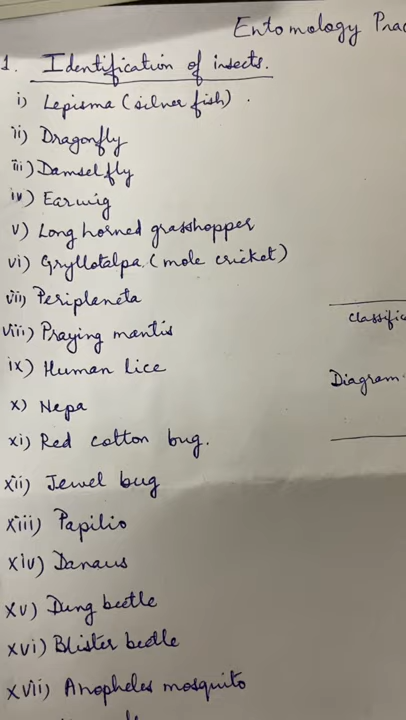 Entomology Prac
1. Identification of insects.
i) Lepisma (silver fish).
ii) Dragonfly
iii) Damselfly
iv) Earwig
v) Long horned grasshopper
vi) Gryllotalpa. (mole cricket)
vii) Periplaneta
viii) Praying mantis
Classific
ix) Human lice
Diagram
x) Nepa
xi) Red cotton bug.
xii) Jewel bug
xiii) Papilio
xiv) Danaus
xv) Dung beetle
xvi) Blister beetle
xvii) Anopheles mosquito